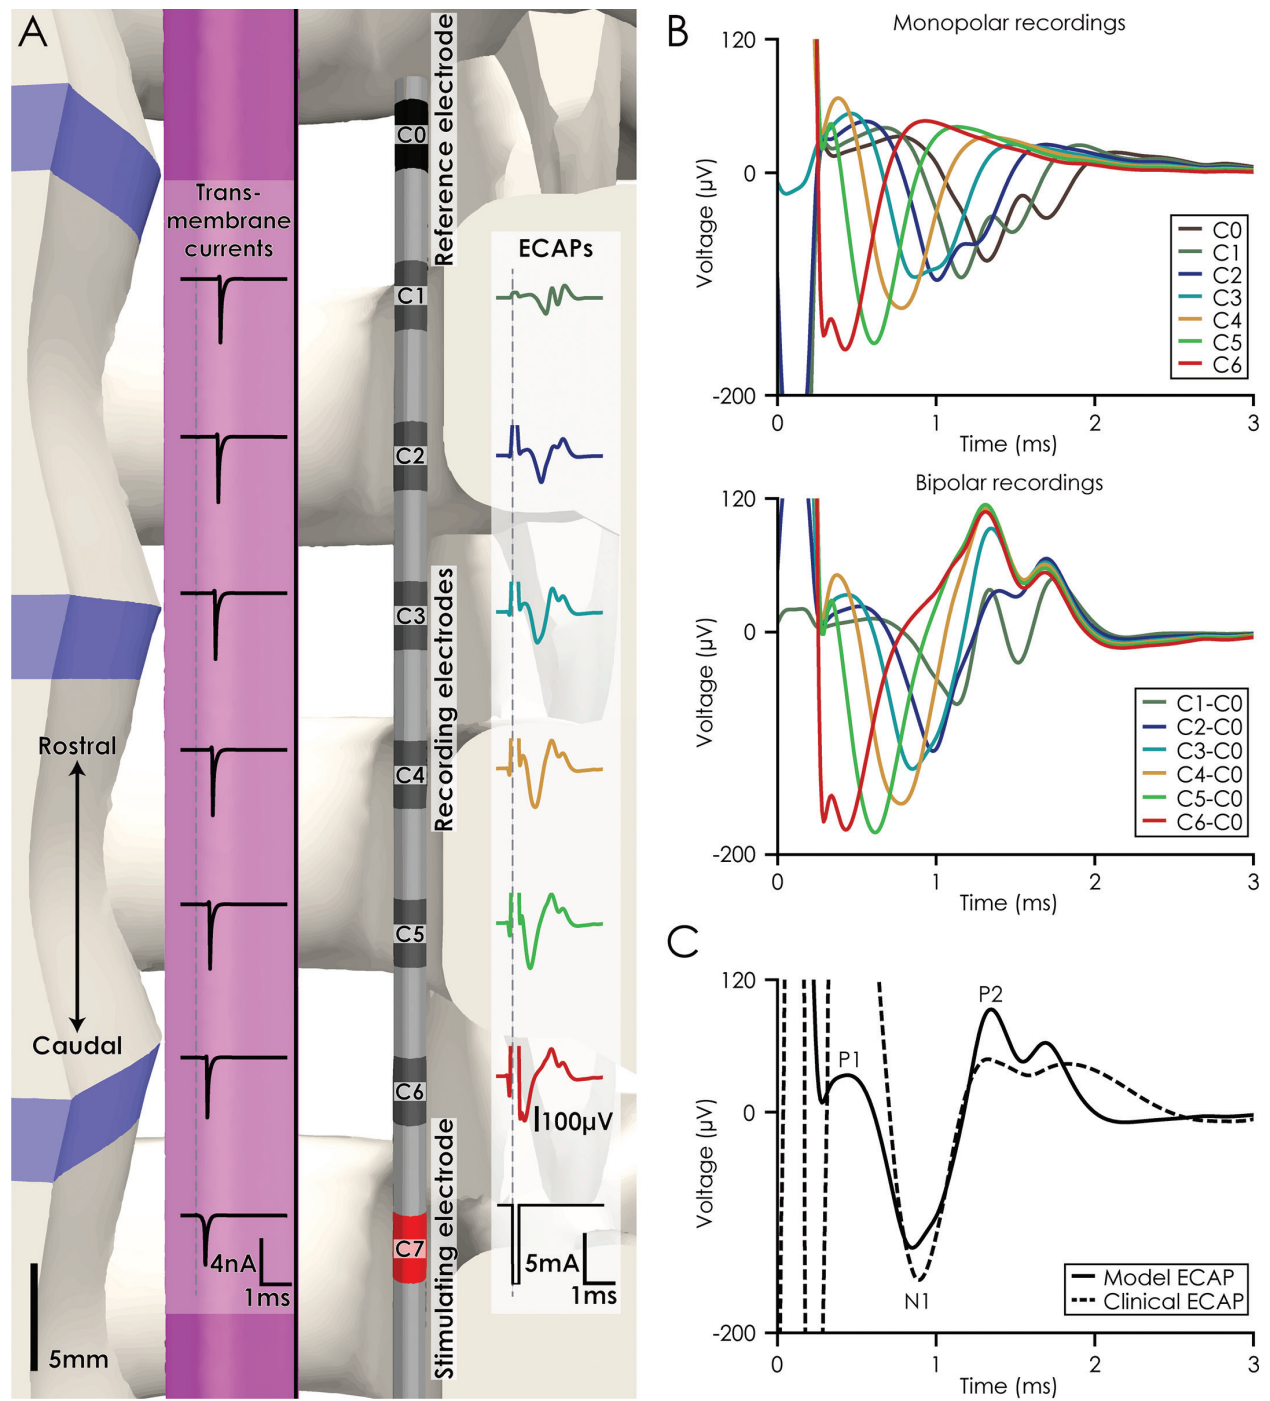 A
Trans-
membrane
currents
Rostral
Caudal
5mm
4nA
1ms
C0
C1
C2
C3
C4
C5
C6
C7
Reference electrode
Recording electrodes
Stimulating electrode
ECAPs
100µV
5mA
1ms
B
Monopolar recordings
120
0
-200
Voltage (µV)
0 1 2 3
Time (ms)
C0
C1
C2
C3
C4
C5
C6
Bipolar recordings
120
0
-200
Voltage (µV)
0 1 2 3
Time (ms)
C1-C0
C2-C0
C3-C0
C4-C0
C5-C0
C6-C0
C
120
0
-200
Voltage (µV)
P1
P2
N1
Model ECAP
Clinical ECAP
0 1 2 3
Time (ms)